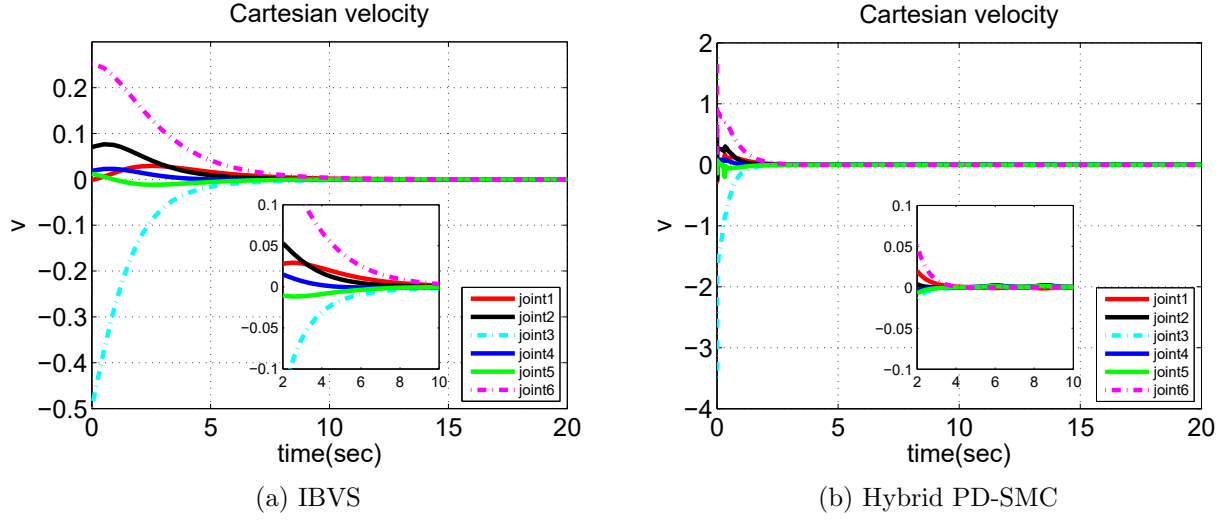 Cartesian velocity
0.2
0.1
0
−0.1
−0.2
−0.3
−0.4
−0.5
v
0 5 10 15 20
time(sec)
0.1
0.05
0
−0.05
−0.1
2 4 6 8 10
joint1
joint2
joint3
joint4
joint5
joint6
(a) IBVS
Cartesian velocity
2
1
0
−1
−2
−3
−4
v
0 5 10 15 20
time(sec)
0.1
0.05
0
−0.05
−0.1
2 4 6 8 10
joint1
joint2
joint3
joint4
joint5
joint6
(b) Hybrid PD-SMC